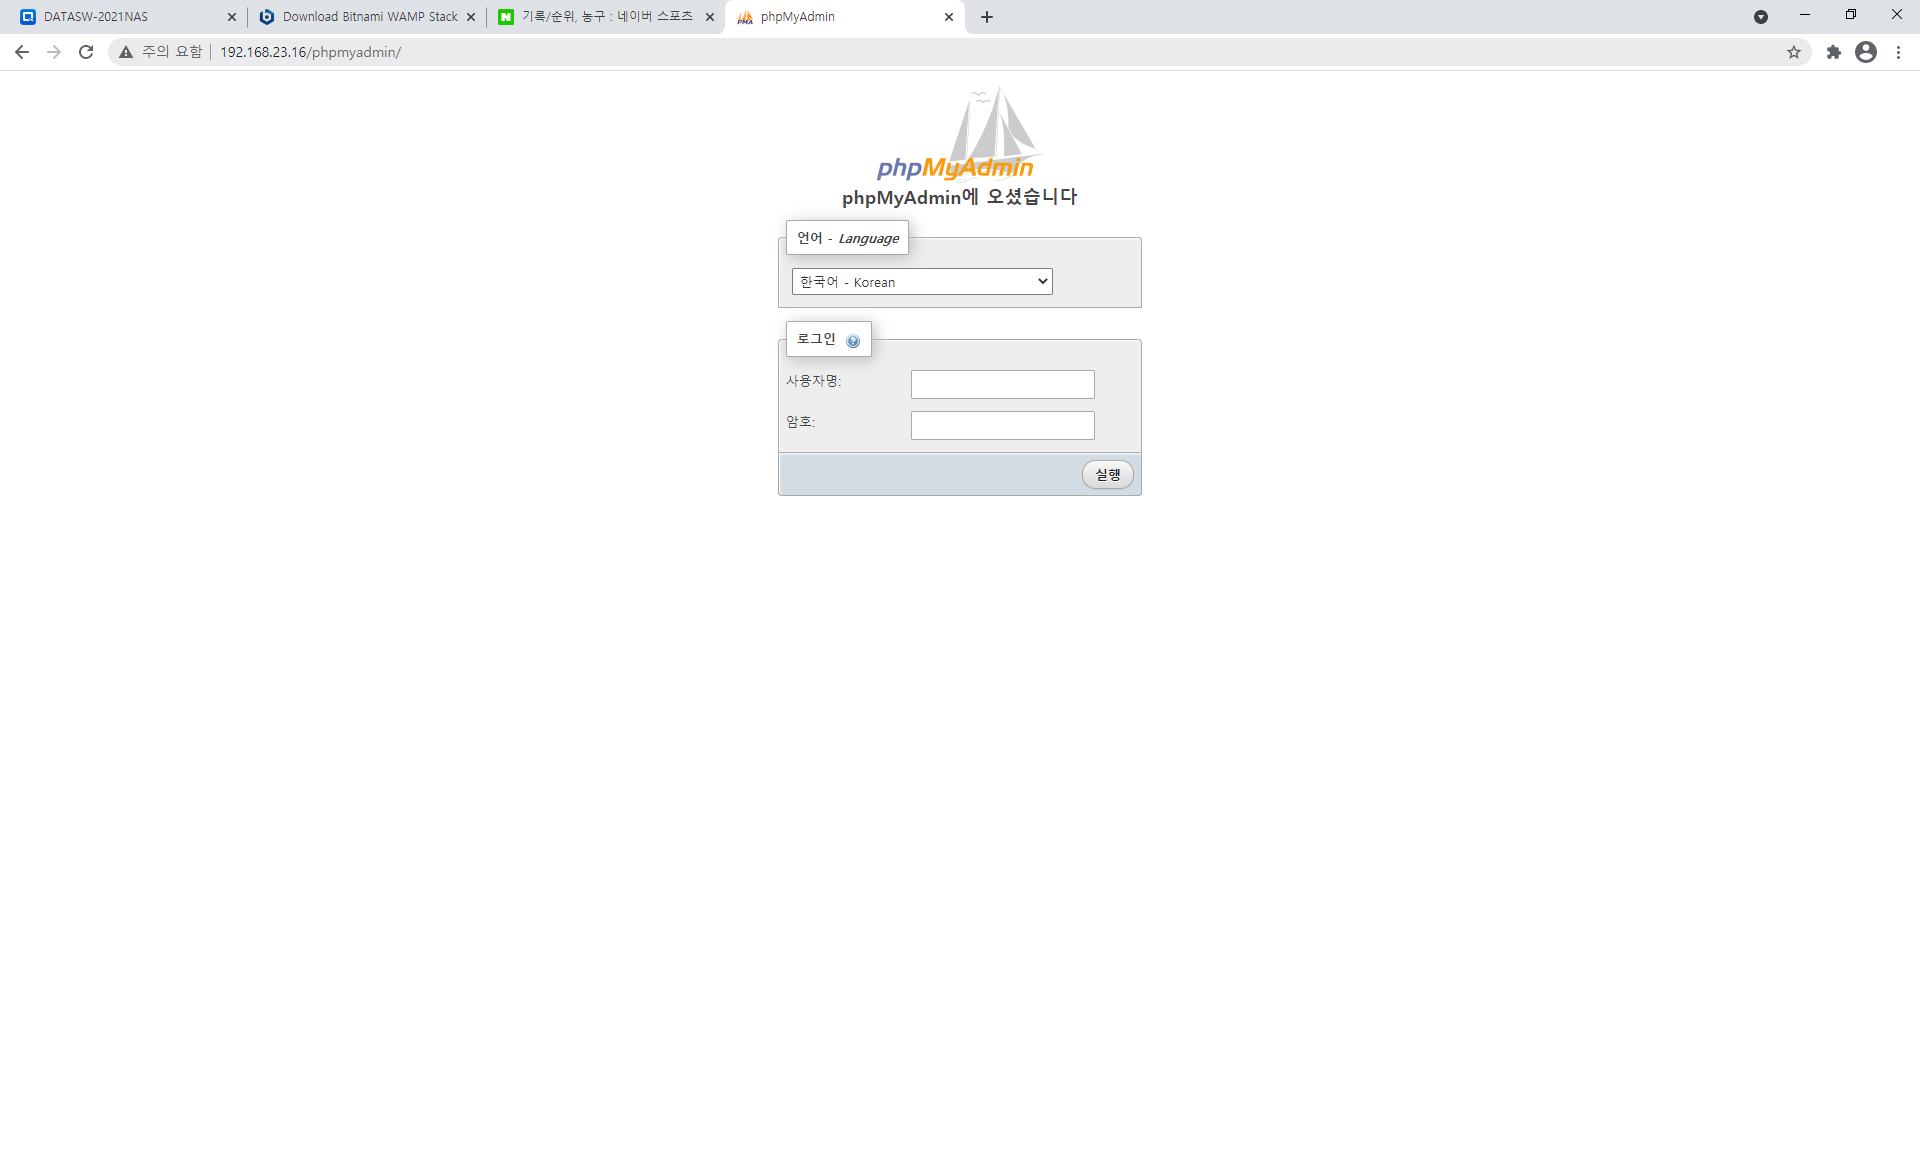 DATASW-2021NAS
Download Bitnami WAMP Stack
기록/순위, 농구 : 네이버 스포츠
phpMyAdmin
주의 요함 192.168.23.16/phpmyadmin/
phpMyAdmin
phpMyAdmin에 오셨습니다
언어 - Language
한국어 - Korean
로그인
사용자명:
암호:
실행